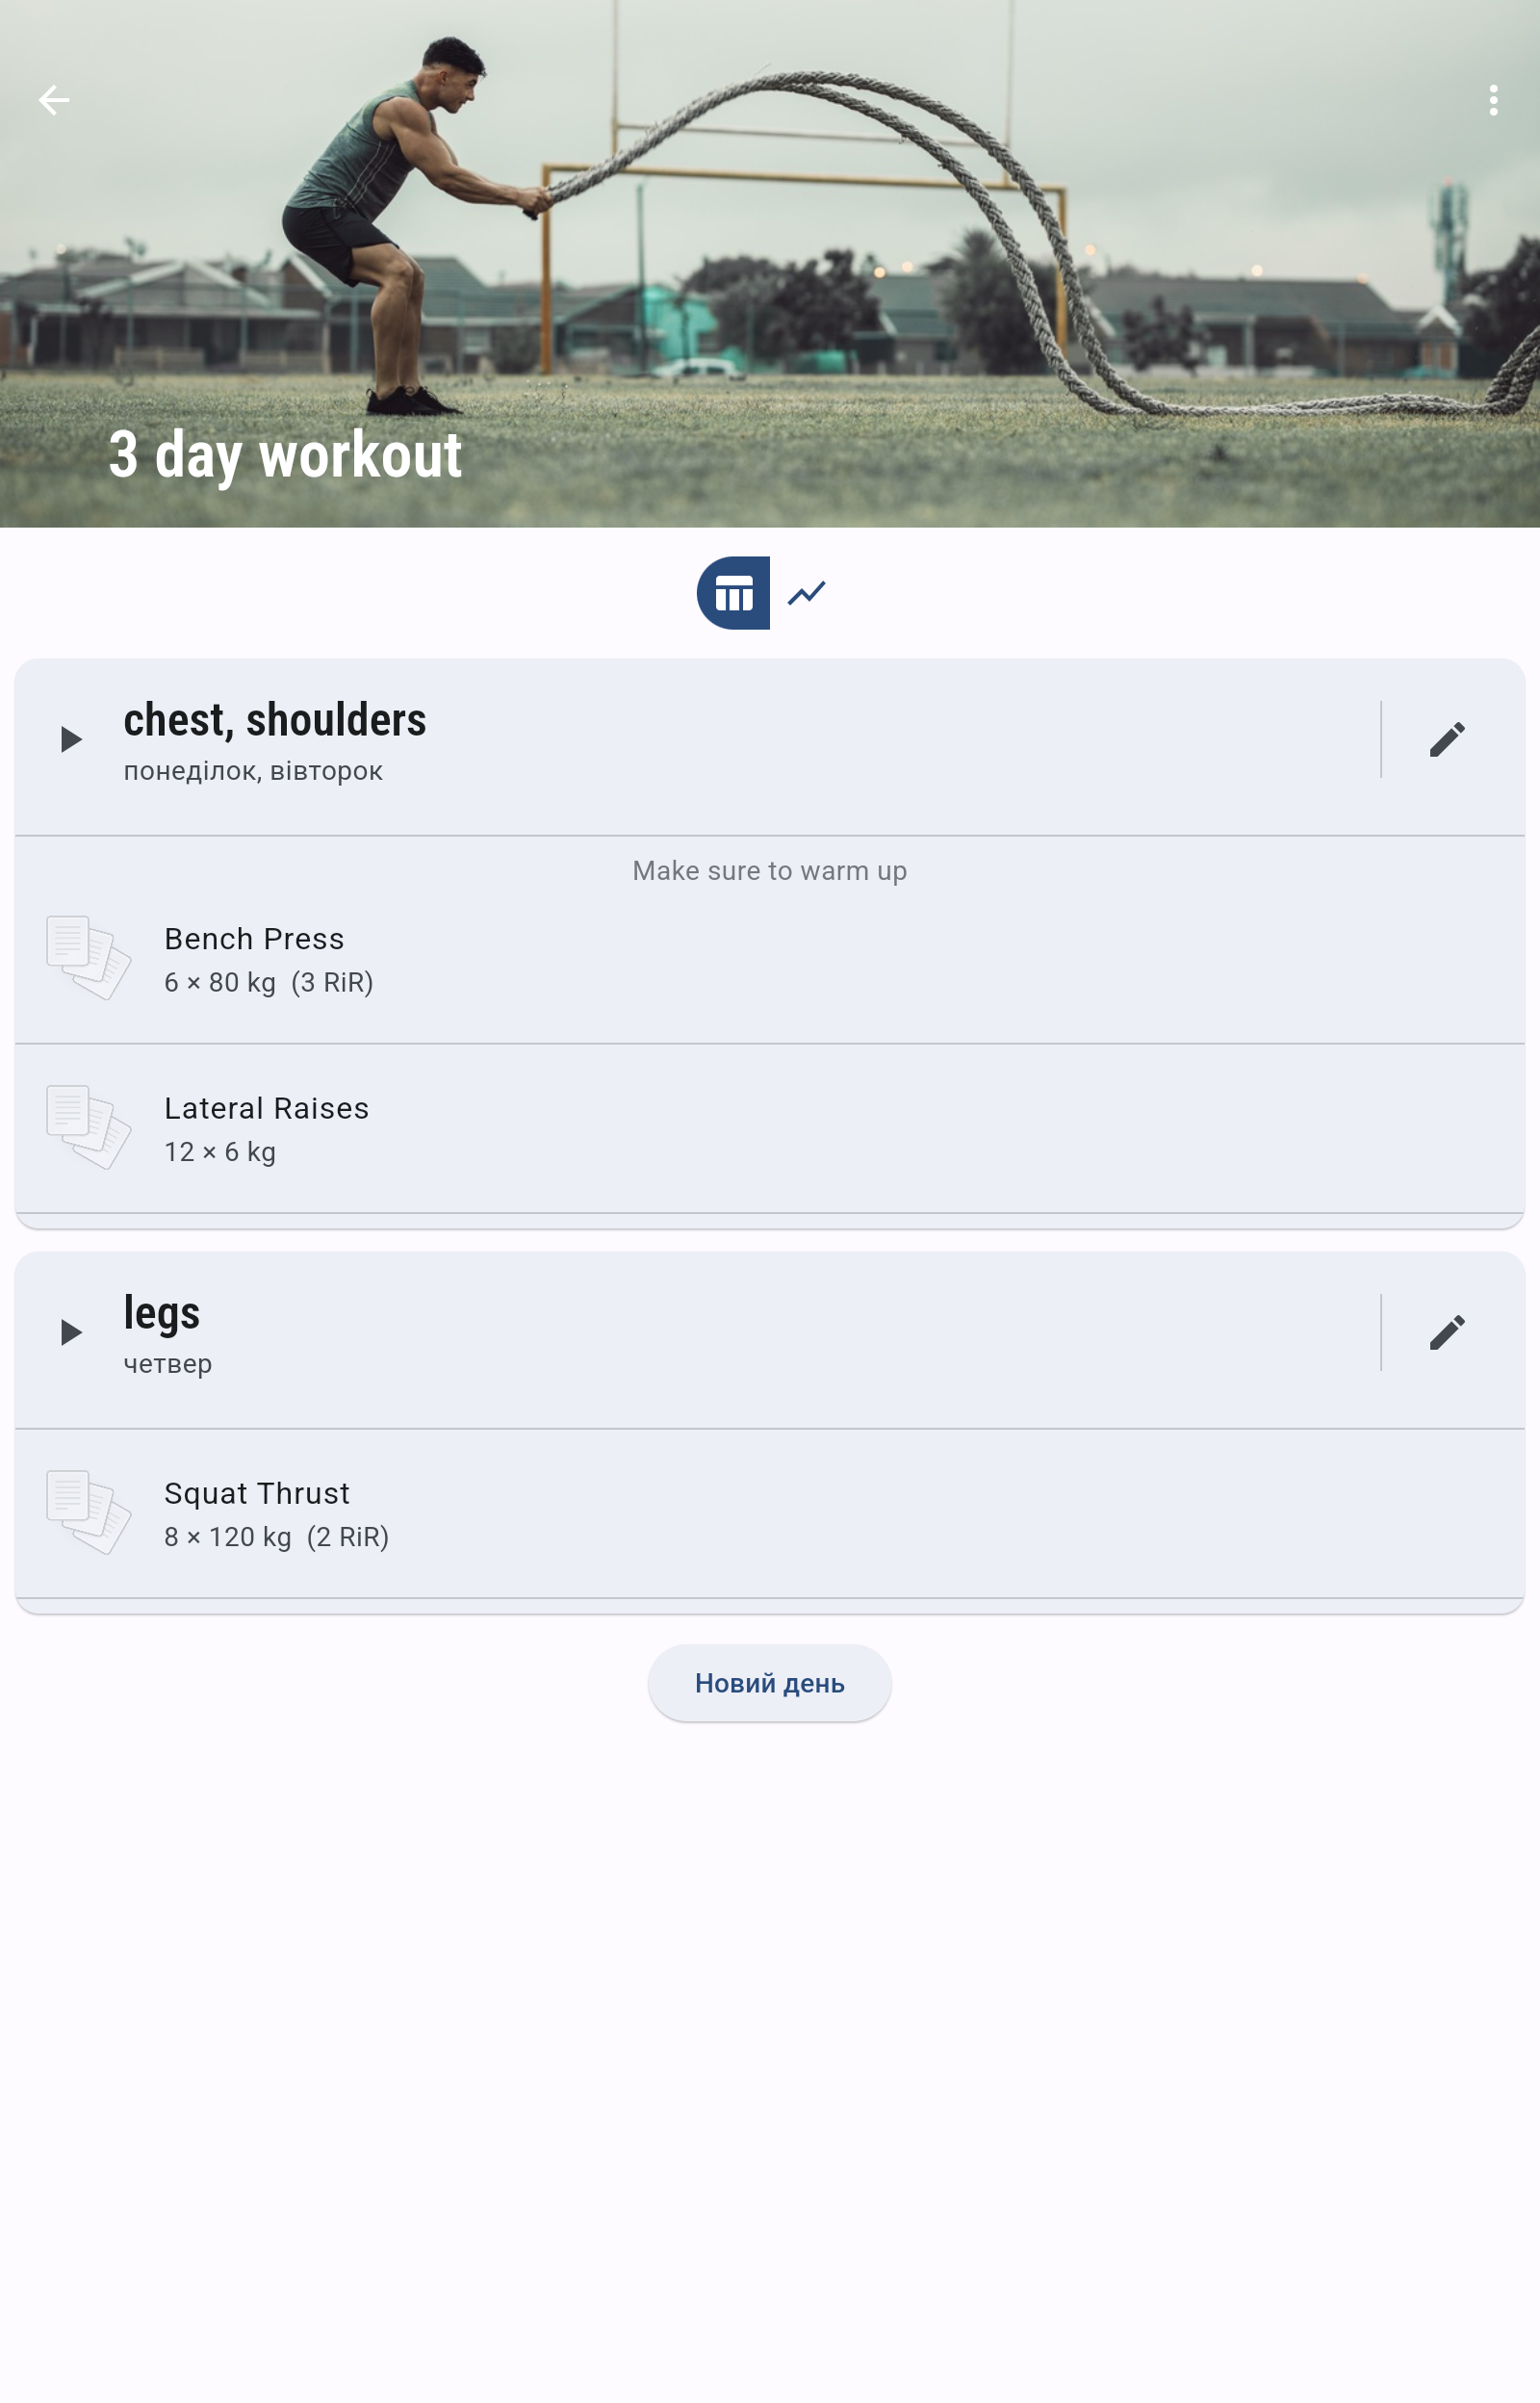 3 day workout
chest, shoulders
понеділок, вівторок
Make sure to warm up
Bench Press
6 × 80 kg  (3 RiR)
Lateral Raises
12 × 6 kg
legs
четвер
Squat Thrust
8 × 120 kg  (2 RiR)
Новий день